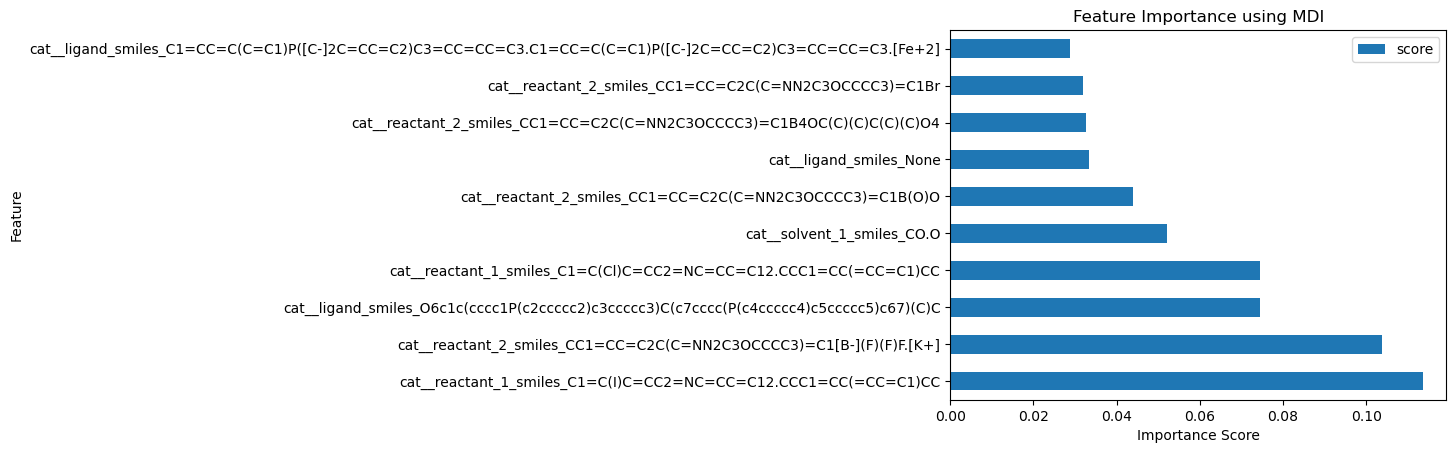 Feature Importance using MDI
score
cat__ligand_smiles_C1=CC=C(C=C1)P([C-]2C=CC=C2)C3=CC=CC=C3.C1=CC=C(C=C1)P([C-]2C=CC=C2)C3=CC=CC=C3.[Fe+2]
cat__reactant_2_smiles_CC1=CC=C2C(C=NN2C3OCCCC3)=C1Br
cat__reactant_2_smiles_CC1=CC=C2C(C=NN2C3OCCCC3)=C1B4OC(C)(C)C(C)(C)O4
cat__ligand_smiles_None
cat__reactant_2_smiles_CC1=CC=C2C(C=NN2C3OCCCC3)=C1B(O)O
cat__solvent_1_smiles_CO.O
cat__reactant_1_smiles_C1=C(Cl)C=CC2=NC=CC=C12.CCC1=CC(=CC=C1)CC
cat__ligand_smiles_O6c1c(cccc1P(c2ccccc2)c3ccccc3)C(c7cccc(P(c4ccccc4)c5ccccc5)c67)(C)C
cat__reactant_2_smiles_CC1=CC=C2C(C=NN2C3OCCCC3)=C1[B-](F)(F)F.[K+]
cat__reactant_1_smiles_C1=C(I)C=CC2=NC=CC=C12.CCC1=CC(=CC=C1)CC
Feature
0.00 0.02 0.04 0.06 0.08 0.10
Importance Score